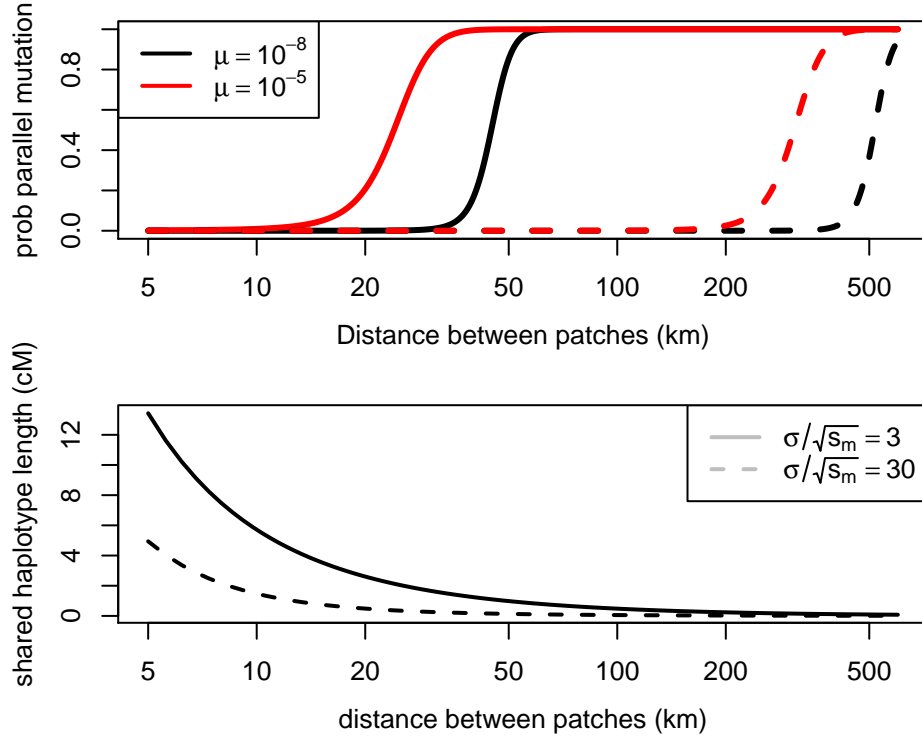 prob parallel mutation
0.0 0.4 0.8
μ = 10⁻⁸
μ = 10⁻⁵
5 10 20 50 100 200 500
Distance between patches (km)
shared haplotype length (cM)
0 4 8 12
σ/√sₘ = 3
σ/√sₘ = 30
5 10 20 50 100 200 500
distance between patches (km)